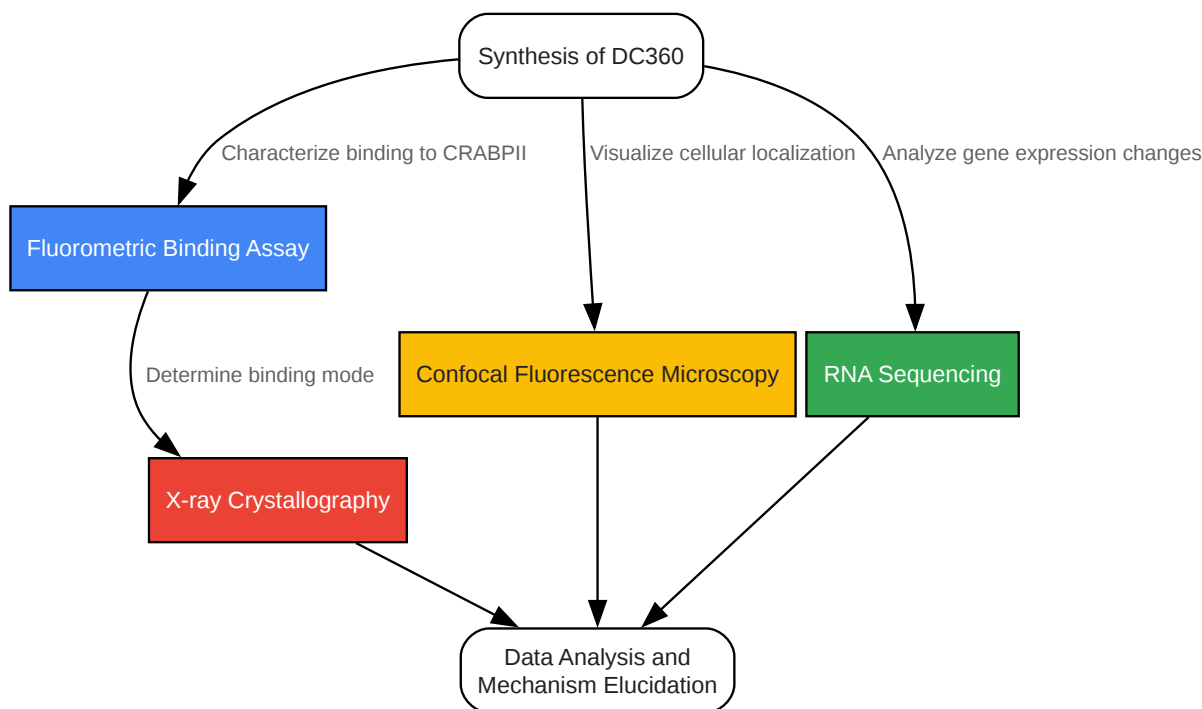 Synthesis of DC360
Characterize binding to CRABPII
Visualize cellular localization
Analyze gene expression changes
Fluorometric Binding Assay
Determine binding mode
Confocal Fluorescence Microscopy
RNA Sequencing
X-ray Crystallography
Data Analysis and
Mechanism Elucidation